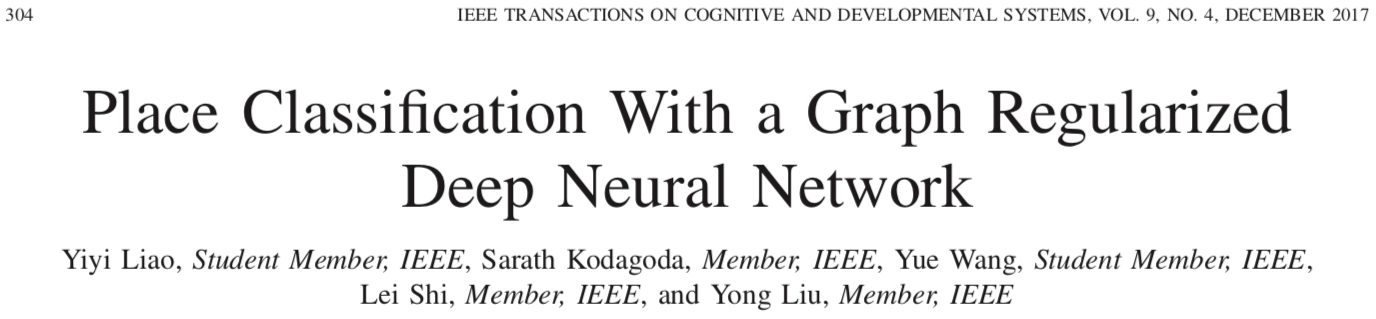 304
IEEE TRANSACTIONS ON COGNITIVE AND DEVELOPMENTAL SYSTEMS, VOL. 9, NO. 4, DECEMBER 2017
Place Classification With a Graph Regularized
Deep Neural Network
Yiyi Liao, Student Member, IEEE, Sarath Kodagoda, Member, IEEE, Yue Wang, Student Member, IEEE,
Lei Shi, Member, IEEE, and Yong Liu, Member, IEEE